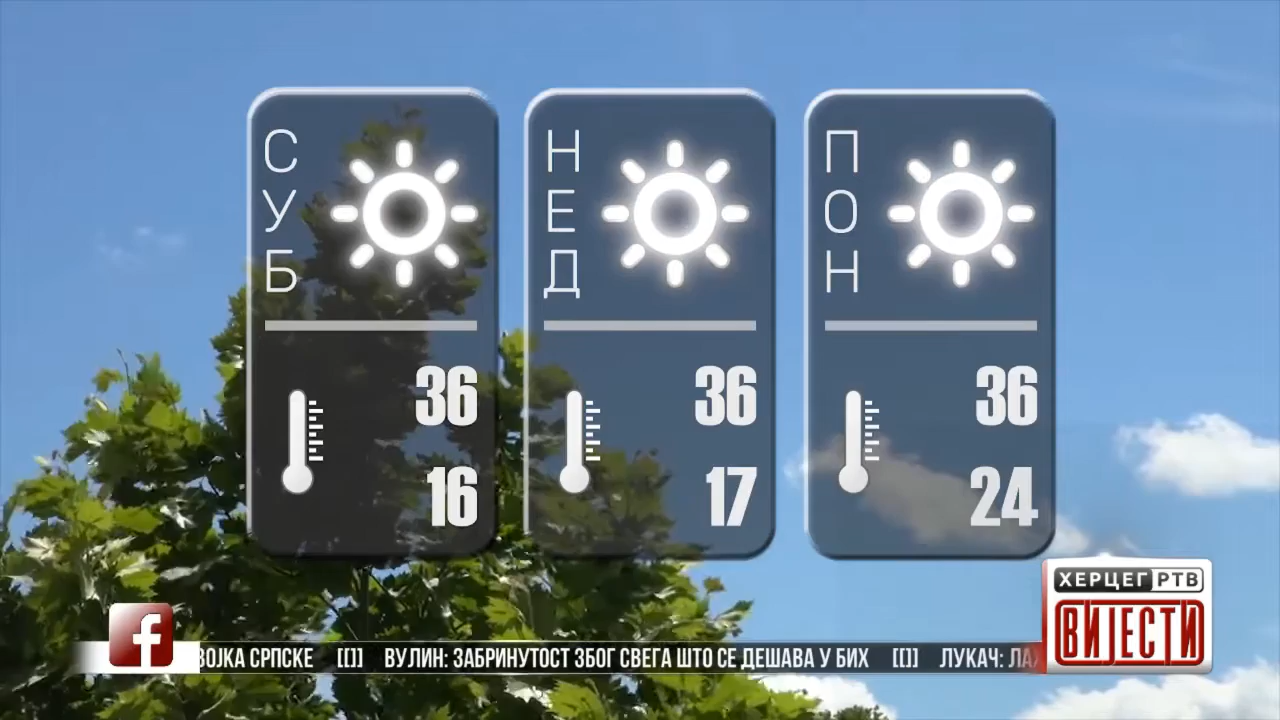 СУБ
36
16
НЕД
36
17
ПОН
36
24
ХЕРЦЕГ РТВ
ВИЈЕСТИ
ВОЈКА СРПСКЕ [[]] ВУЛИН: ЗАБРИНУТОСТ ЗБОГ СВЕГА ШТО СЕ ДЕШАВА У БИХ [[]] ЛУКАЧ: